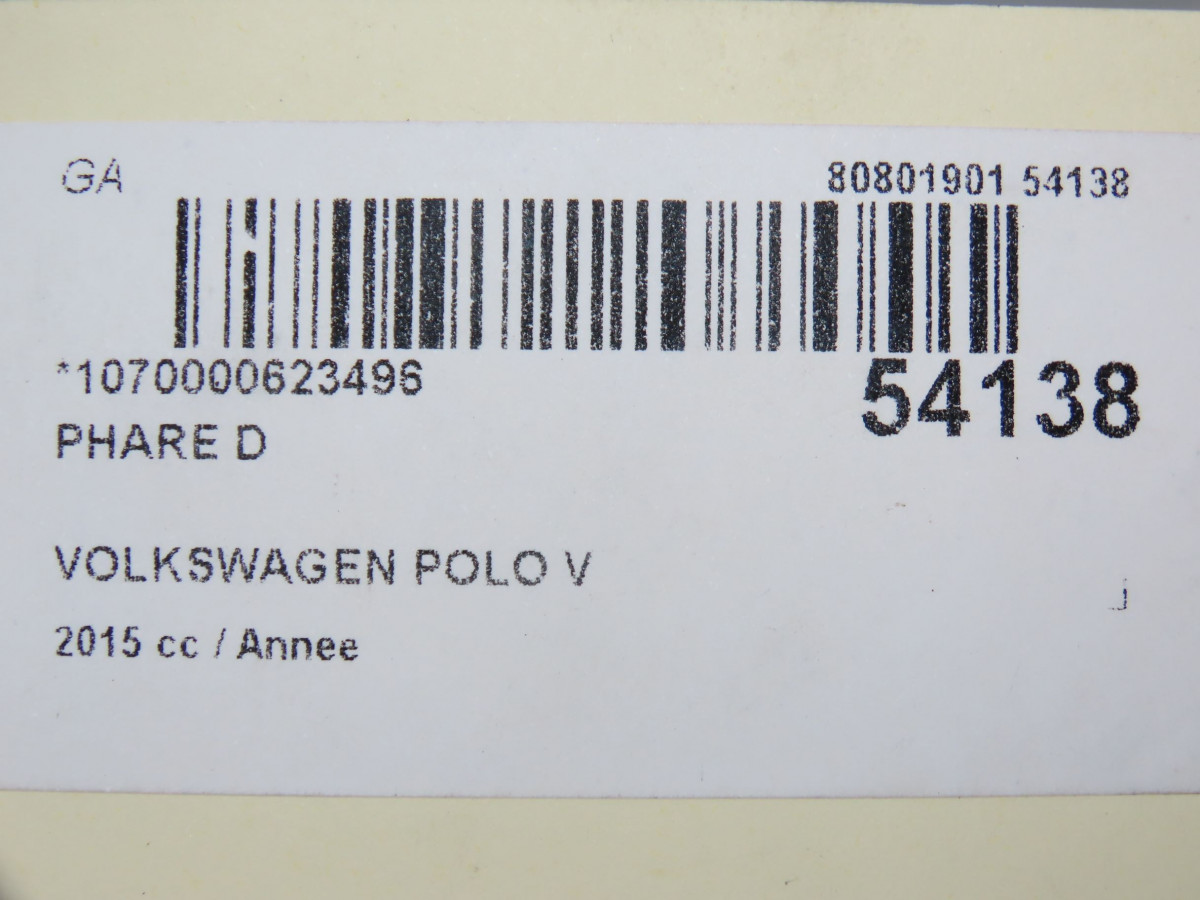 GA
80801901 54138
*1070000623496
54138
PHARE D
VOLKSWAGEN POLO V
2015 cc / Annee